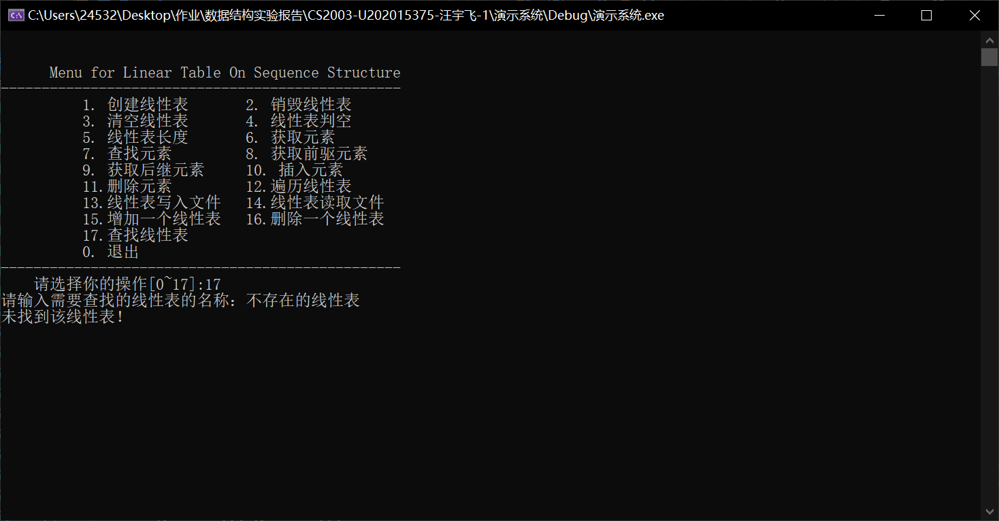 C:\Users\24532\Desktop\作业\数据结构实验报告\CS2003-U202015375-汪宇飞-1\演示系统\Debug\演示系统.exe
Menu for Linear Table On Sequence Structure
-------------------------------------------------
1. 创建线性表 2. 销毁线性表
3. 清空线性表 4. 线性表判空
5. 线性表长度 6. 获取元素
7. 查找元素 8. 获取前驱元素
9. 获取后继元素 10. 插入元素
11.删除元素 12.遍历线性表
13.线性表写入文件 14.线性表读取文件
15.增加一个线性表 16.删除一个线性表
17.查找线性表
0. 退出
-------------------------------------------------
请选择你的操作[0~17]:17
请输入需要查找的线性表的名称：不存在的线性表
未找到该线性表！